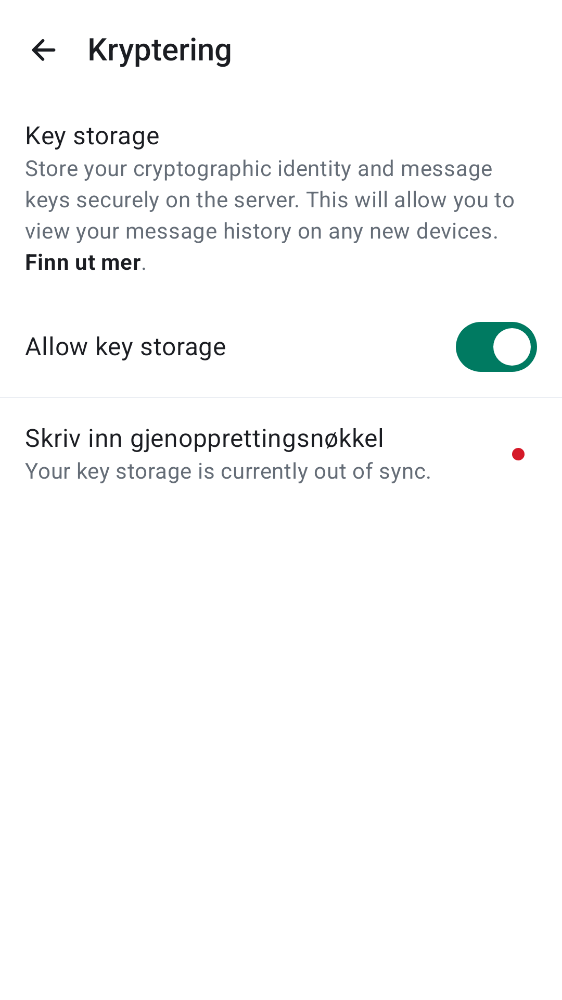 Kryptering
Key storage
Store your cryptographic identity and message
keys securely on the server. This will allow you to
view your message history on any new devices.
Finn ut mer.
Allow key storage
Skriv inn gjenopprettingsnøkkel
Your key storage is currently out of sync.